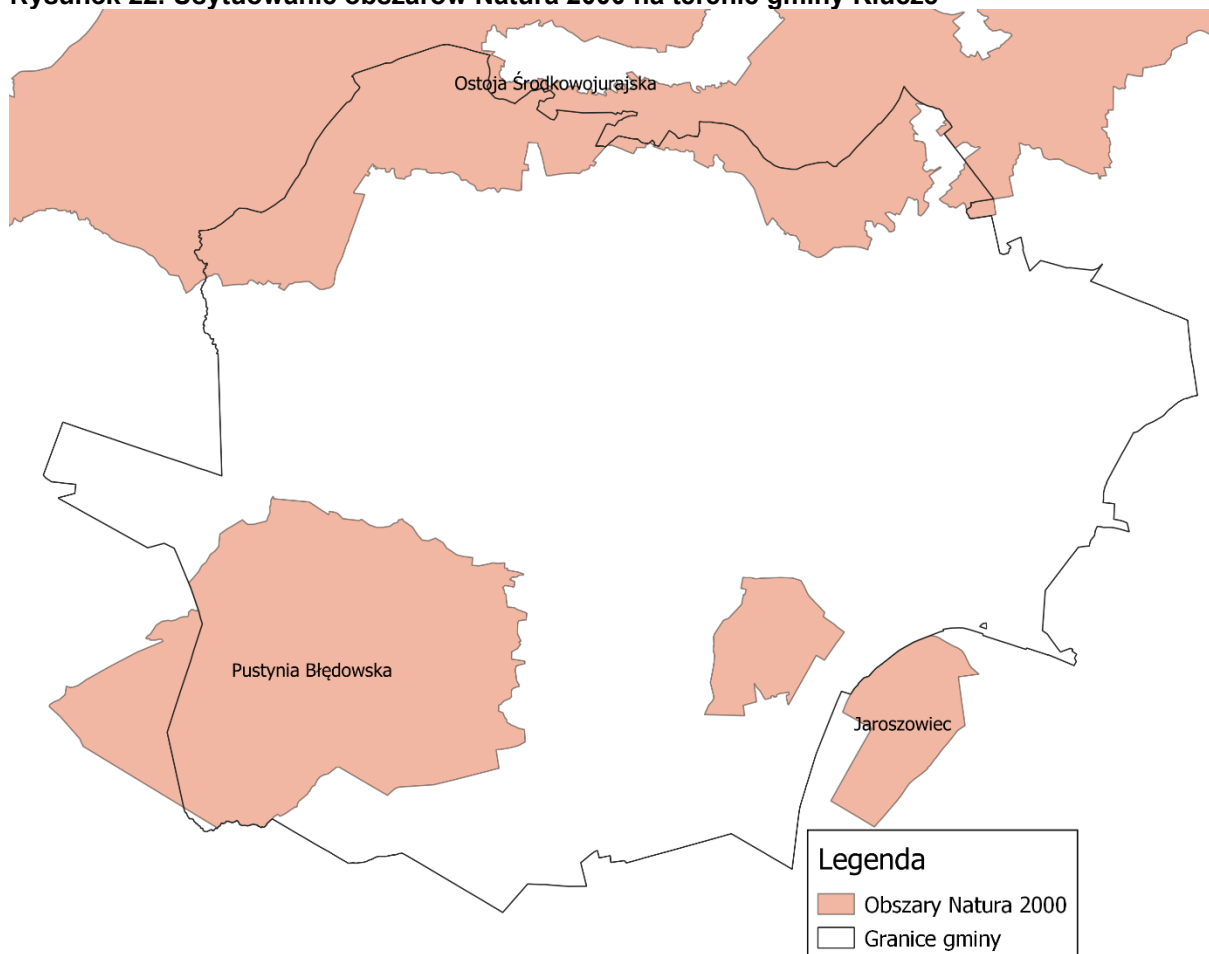 Rysunek 22. Usytuowanie obszarów Natura 2000 na terenie gminy Klucze
Ostoja Środkowojurajska
Pustynia Błędowska
Jaroszowiec
Legenda
Obszary Natura 2000
Granice gminy